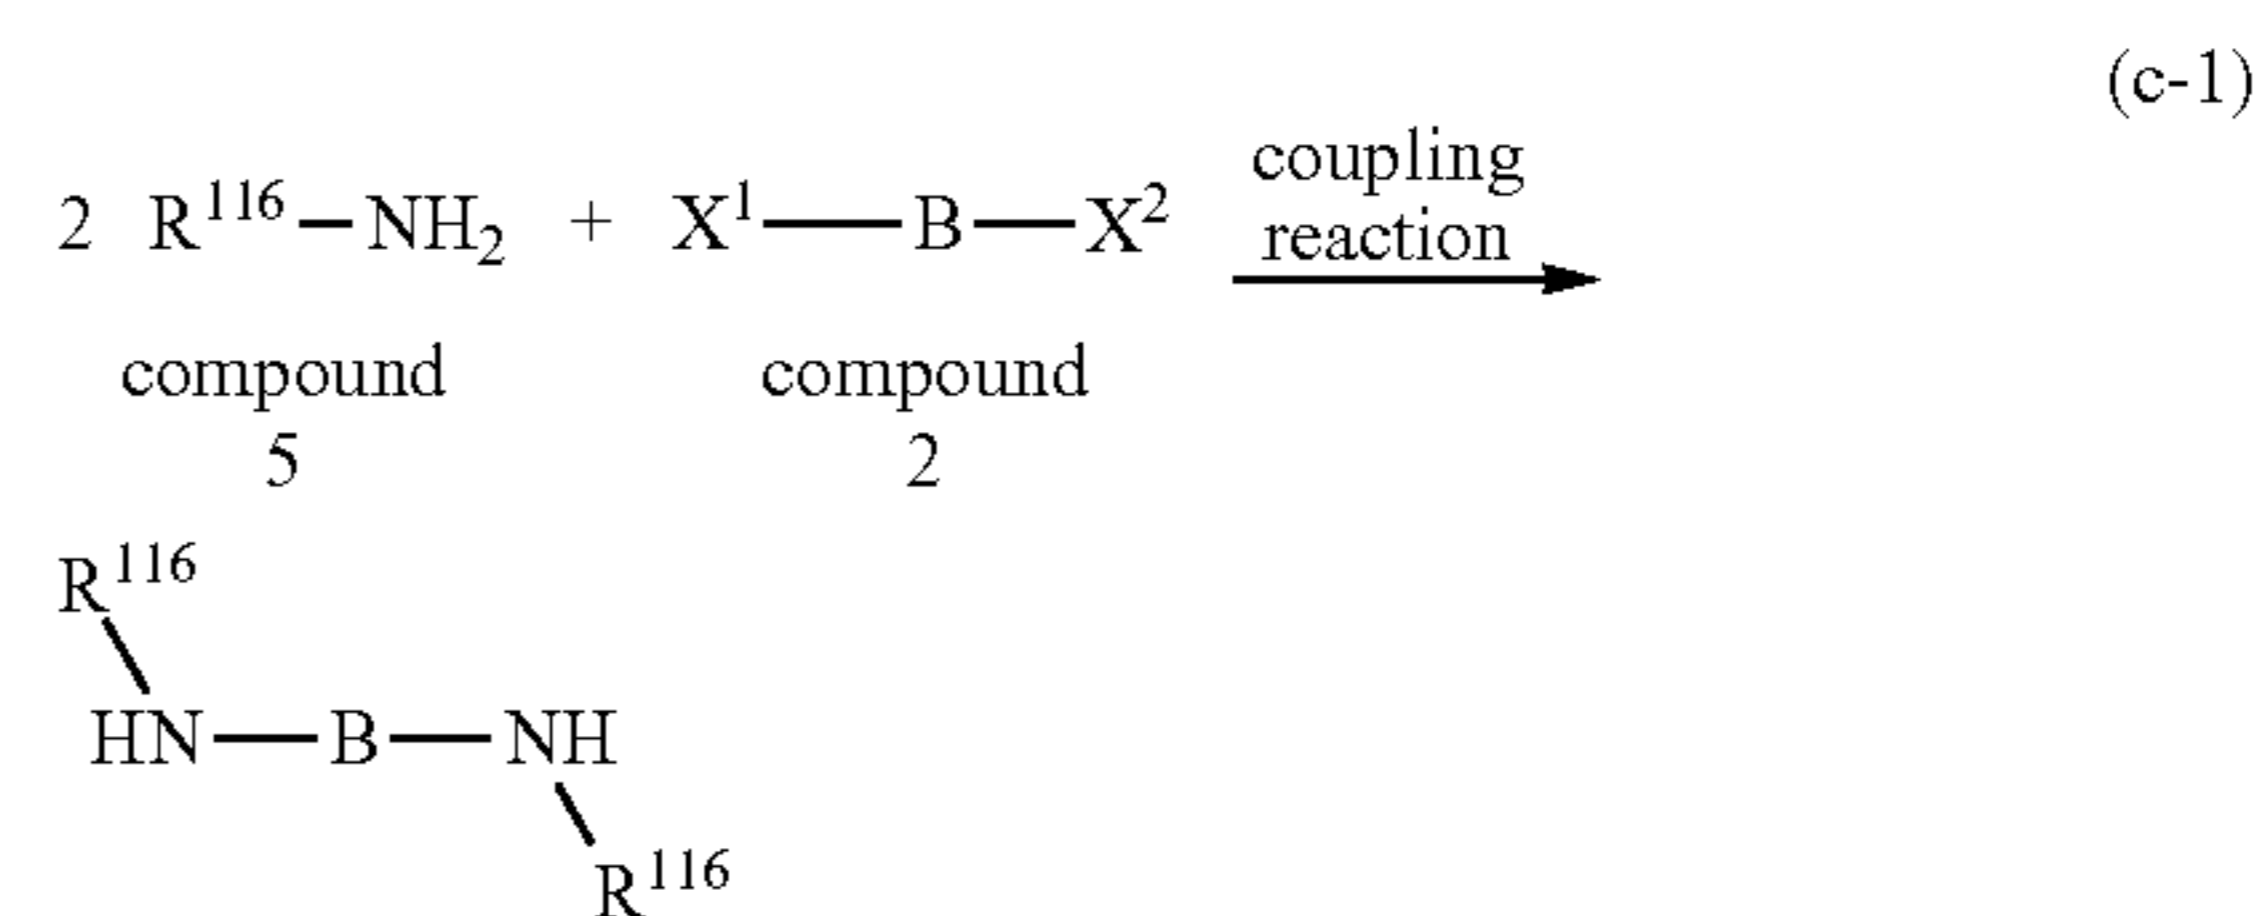 (c-1)
coupling
reaction
2 R¹¹⁶—NH₂ + X¹—B—X²
compound compound
5 2
R¹¹⁶
HN—B—NH
R¹¹⁶